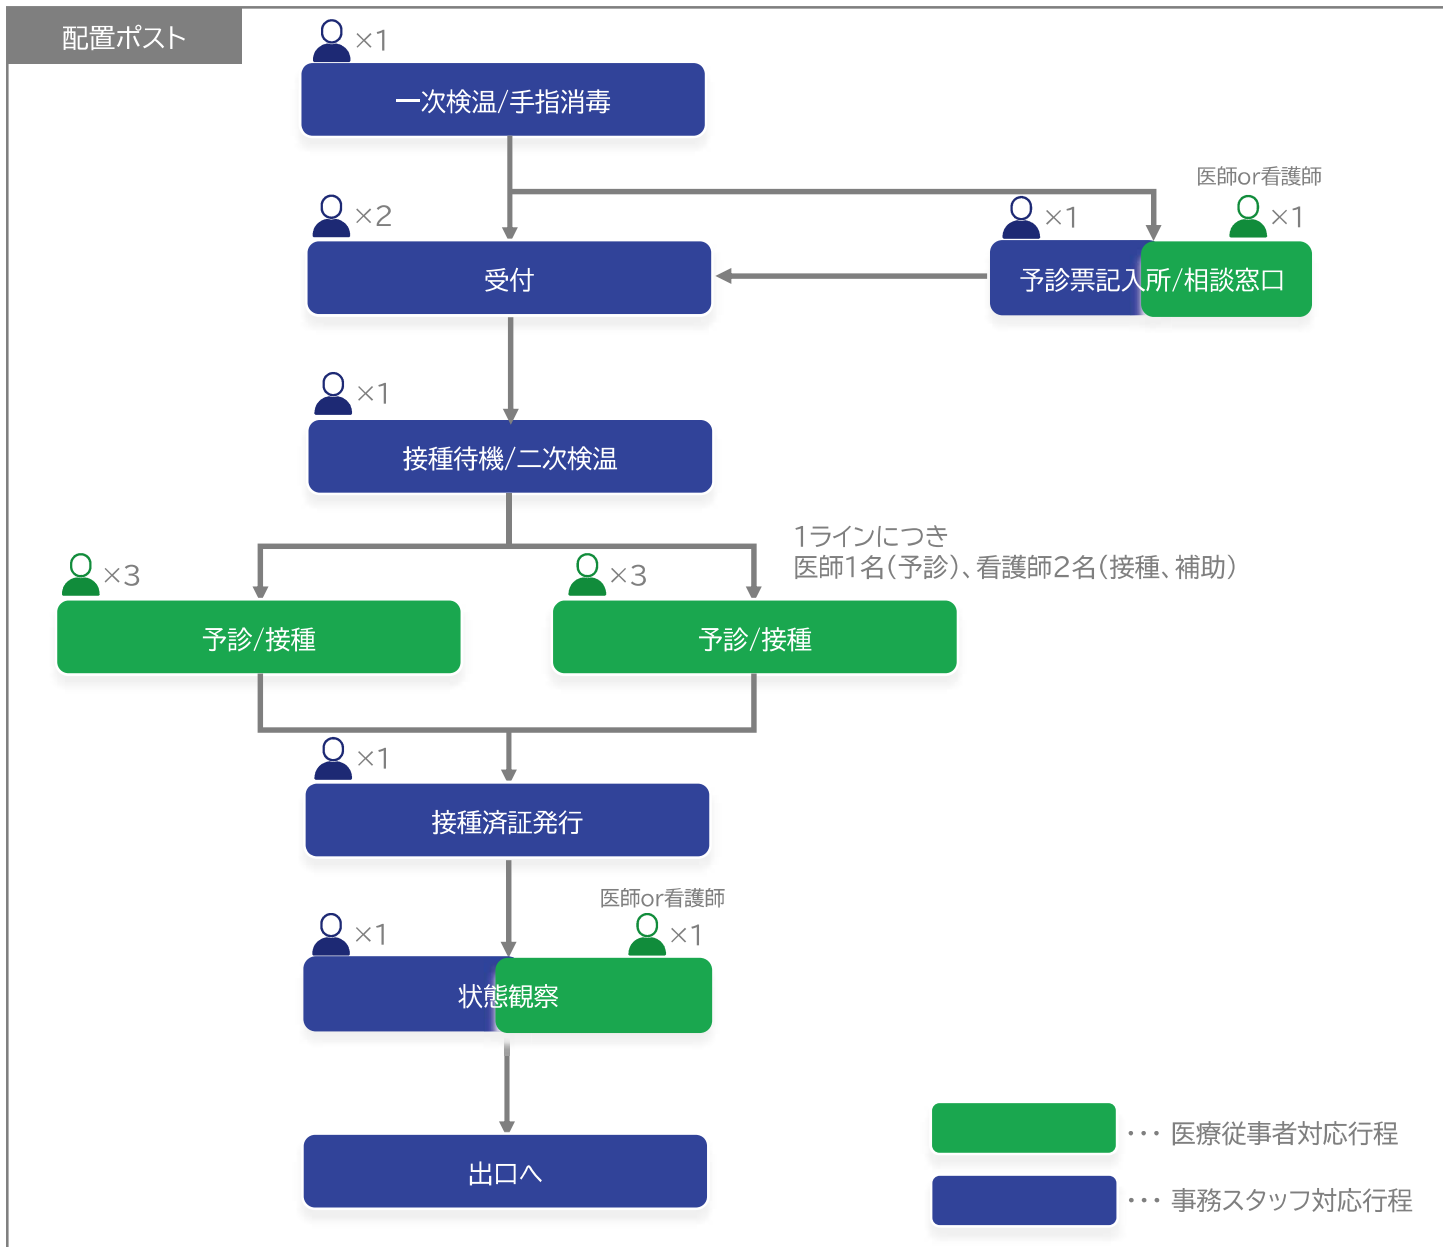 配置ポスト
×1
一次検温/手指消毒
医師or看護師
×2
×1
×1
受付
予診票記入所/相談窓口
×1
接種待機/二次検温
1ラインにつき
医師1名(予診)、看護師2名(接種、補助)
×3
×3
予診/接種
予診/接種
×1
接種済証発行
医師or看護師
×1
×1
状態観察
出口へ
・・・ 医療従事者対応行程
・・・ 事務スタッフ対応行程